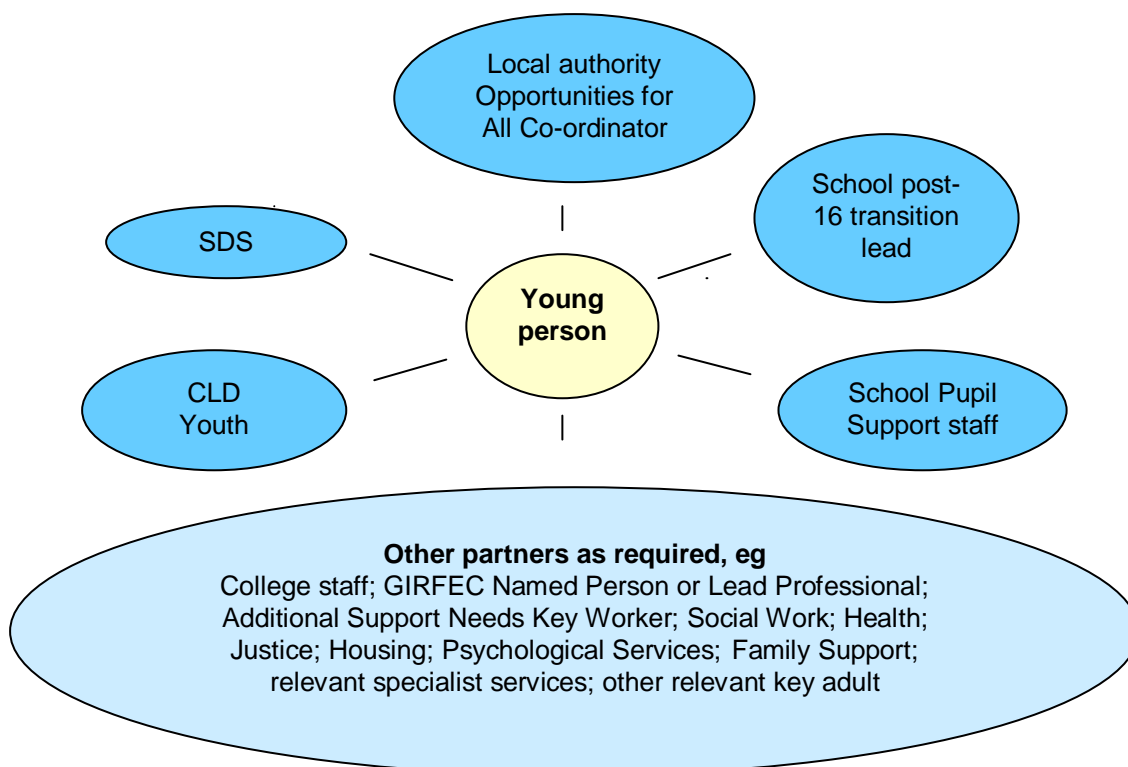 Local authority
Opportunities for
All Co-ordinator
School post-
16 transition
lead
SDS
Young
person
CLD
Youth
School Pupil
Support staff
Other partners as required, eg
College staff; GIRFEC Named Person or Lead Professional;
Additional Support Needs Key Worker; Social Work; Health;
Justice; Housing; Psychological Services; Family Support;
relevant specialist services; other relevant key adult